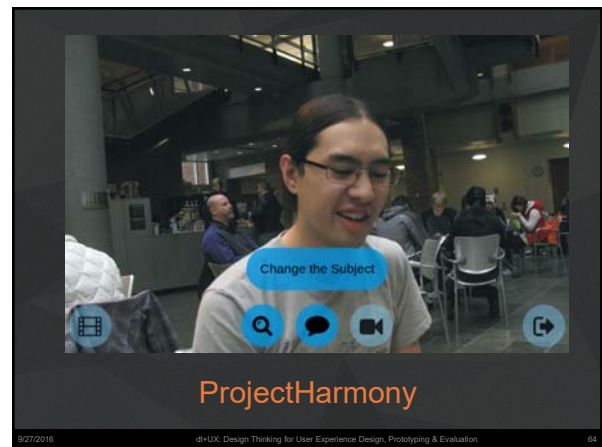 Change the Subject
ProjectHarmony
9/27/2016
dt+UX: Design Thinking for User Experience Design, Prototyping & Evaluation
64